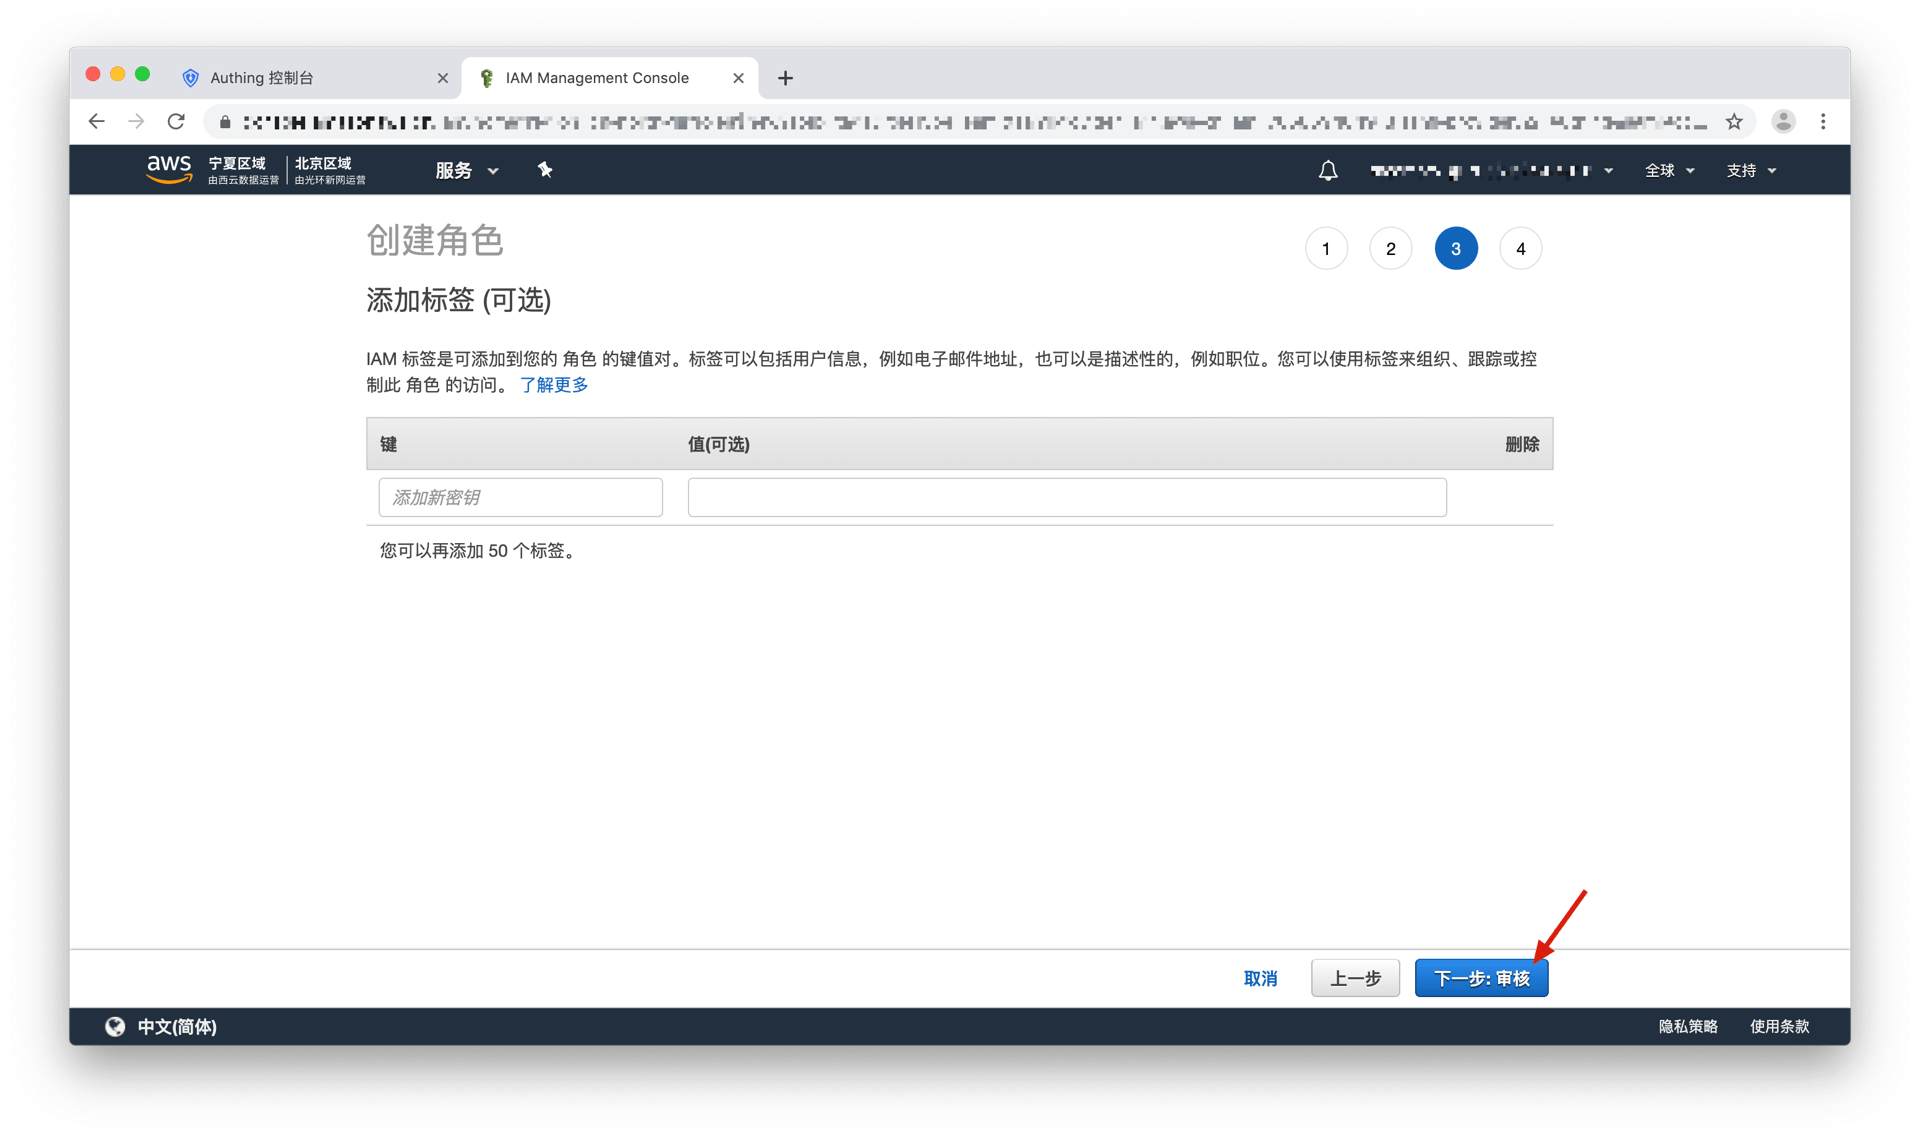 Authing 控制台
IAM Management Console
aws 宁夏区域 北京区域 服务 全球 支持
由西云数据运营 由光环新网运营
创建角色
1 2 3 4
添加标签 (可选)
IAM 标签是可添加到您的 角色 的键值对。标签可以包括用户信息，例如电子邮件地址，也可以是描述性的，例如职位。您可以使用标签来组织、跟踪或控
制此 角色 的访问。 了解更多
键 值(可选) 删除
添加新密钥
您可以再添加 50 个标签。
取消 上一步 下一步: 审核
中文(简体) 隐私策略 使用条款